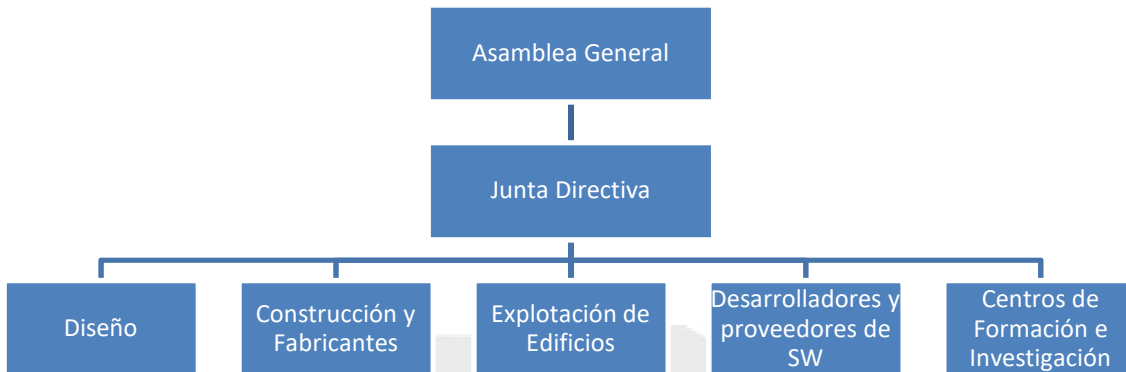 Asamblea General
Junta Directiva
Diseño
Construcción y
Fabricantes
Explotación de
Edificios
Desarrolladores y
proveedores de
SW
Centros de
Formación e
Investigación